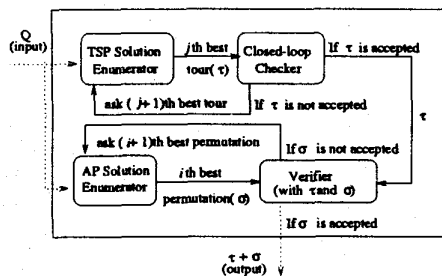 Q
(input)
TSP Solution
Enumerator
jth best
tour( τ )
Closed-loop
Checker
If τ is accepted
ask ( j+1)th best tour
If τ is not accepted
τ
ask ( i+1)th best permutation
If σ is not accepted
AP Solution
Enumerator
ith best
permutation( σ )
Verifier
(with τ and σ )
If σ is accepted
τ + σ
(output)